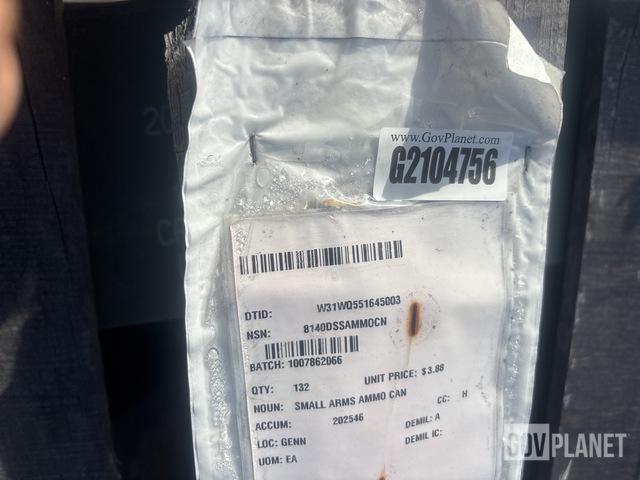 www.GovPlanet.com
G2104756
DTID: W31WQ551645003
NSN: 8140DSSAMMOCN
BATCH: 1007862066
QTY: 132 UNIT PRICE: $3.88
NOUN: SMALL ARMS AMMO CAN CC: H
ACCUM: 202546 DEMIL: A
LOC: GENN DEMIL IC:
UOM: EA
GOVPLANET